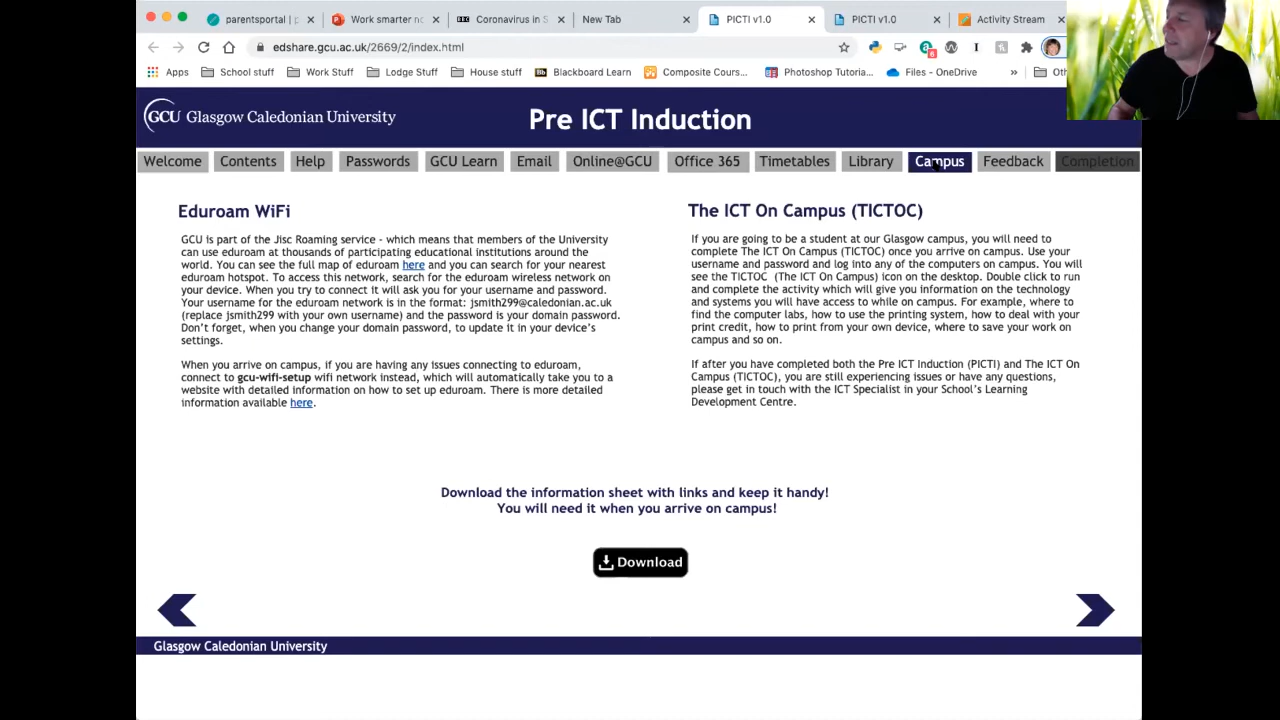 parentsportal | p
Work smarter no
Coronavirus in S
New Tab
PICTI v1.0
PICTI v1.0
Activity Stream
edshare.gcu.ac.uk/2669/2/index.html
Apps
School stuff
Work Stuff
Lodge Stuff
House stuff
Blackboard Learn
Composite Cours...
Photoshop Tutoria...
Files - OneDrive
»
GCU Glasgow Caledonian University
Pre ICT Induction
Welcome
Contents
Help
Passwords
GCU Learn
Email
Online@GCU
Office 365
Timetables
Library
Campus
Feedback
Completion
Eduroam WiFi
GCU is part of the Jisc Roaming service - which means that members of the University
can use eduroam at thousands of participating educational institutions around the
world. You can see the full map of eduroam here and you can search for your nearest
eduroam hotspot. To access this network, search for the eduroam wireless network on
your device. When you try to connect it will ask you for your username and password.
Your username for the eduroam network is in the format: jsmith299@caledonian.ac.uk
(replace jsmith299 with your own username) and the password is your domain password.
Don't forget, when you change your domain password, to update it in your device's
settings.
When you arrive on campus, if you are having any issues connecting to eduroam,
connect to gcu-wifi-setup wifi network instead, which will automatically take you to a
website with detailed information on how to set up eduroam. There is more detailed
information available here.
The ICT On Campus (TICTOC)
If you are going to be a student at our Glasgow campus, you will need to
complete The ICT On Campus (TICTOC) once you arrive on campus. Use your
username and password and log into any of the computers on campus. You will
see the TICTOC (The ICT On Campus) icon on the desktop. Double click to run
and complete the activity which will give you information on the technology
and systems you will have access to while on campus. For example, where to
find the computer labs, how to use the printing system, how to deal with your
print credit, how to print from your own device, where to save your work on
campus and so on.
If after you have completed both the Pre ICT Induction (PICTI) and The ICT On
Campus (TICTOC), you are still experiencing issues or have any questions,
please get in touch with the ICT Specialist in your School's Learning
Development Centre.
Download the information sheet with links and keep it handy!
You will need it when you arrive on campus!
Download
Glasgow Caledonian University